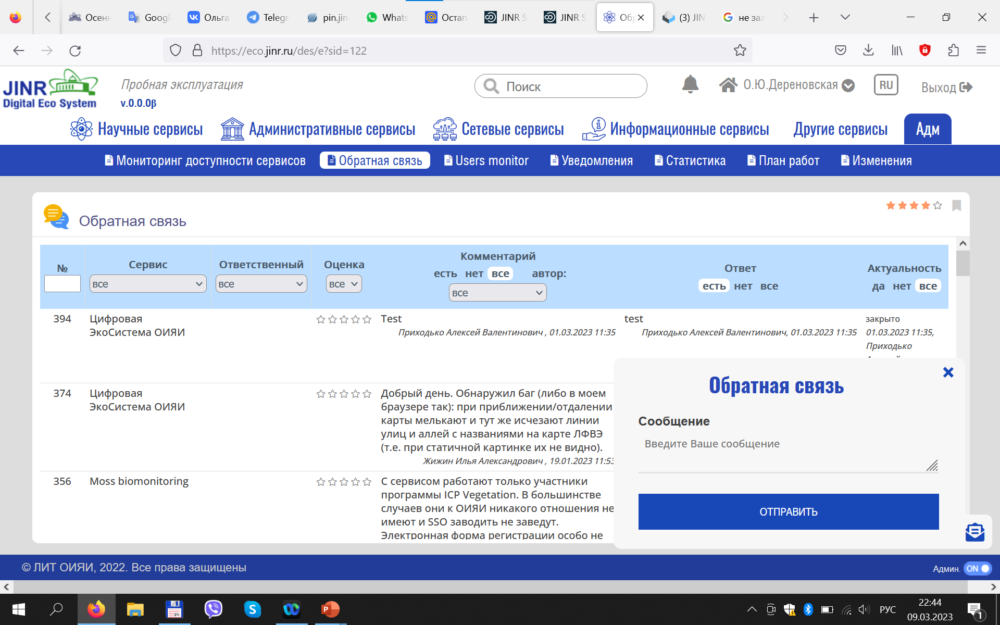 Осенн
Googl
Ольга
Telegr
pin.jin
Whats
Остап
JINR S
JINR S
Обр
(3) JIN
не зал
https://eco.jinr.ru/des/e?sid=122
JINR
Digital Eco System
Пробная эксплуатация
v.0.0.0β
Поиск
О.Ю.Дереновская
RU
Выход
Научные сервисы
Административные сервисы
Сетевые сервисы
Информационные сервисы
Другие сервисы
Адм
Мониторинг доступности сервисов
Обратная связь
Users monitor
Уведомления
Статистика
План работ
Изменения
Обратная связь
№
Сервис
все
Ответственный
все
Оценка
все
Комментарий
есть нет все автор:
все
Ответ
есть нет все
Актуальность
да нет все
394
Цифровая
ЭкоСистема ОИЯИ
Test
Приходько Алексей Валентинович , 01.03.2023 11:35
test
Приходько Алексей Валентинович, 01.03.2023 11:35
закрыто
01.03.2023 11:35,
Приходько
374
Цифровая
ЭкоСистема ОИЯИ
Добрый день. Обнаружил баг (либо в моем
браузере так): при приближении/отдалении
карты мелькают и тут же исчезают линии
улиц и аллей с названиями на карте ЛФВЭ
(т.е. при статичной картинке их не видно).
Жижин Илья Александрович , 19.01.2023 11:53
356
Moss biomonitoring
С сервисом работают только участники
программы ICP Vegetation. В большинстве
случаев они к ОИЯИ никакого отношения не
имеют и SSO заводить не заведут.
Электронная форма регистрации особо не
Обратная связь
Сообщение
Введите Ваше сообщение
ОТПРАВИТЬ
© ЛИТ ОИЯИ, 2022. Все права защищены
Админ. ON
64:
S
P
РУС
22:44
09.03.2023
1